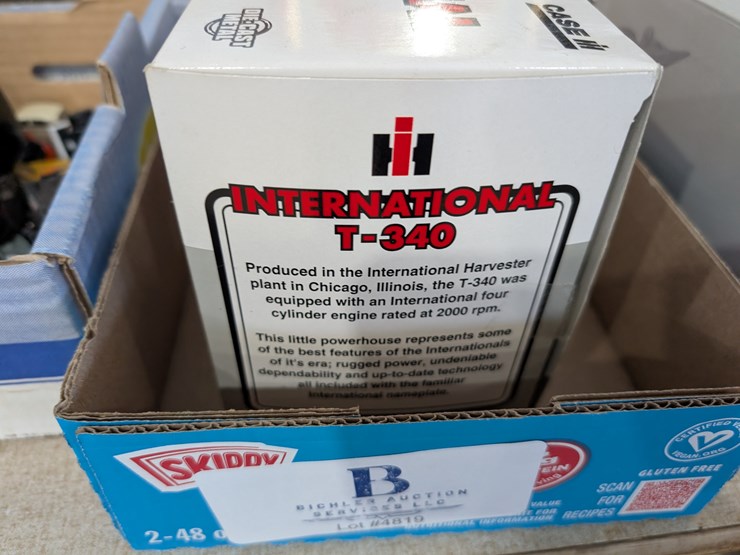 DIE-CAST
METAL
CASE IH
IH
INTERNATIONAL
T-340
Produced in the International Harvester
plant in Chicago, Illinois, the T-340 was
equipped with an International four
cylinder engine rated at 2000 rpm.
This little powerhouse represents some
of the best features of the Internationals
of it's era; rugged power, undeniable
dependability and up-to-date technology
all included with the familiar
International nameplate.
SKIDDY
B
BICHLER AUCTION
SERVICES LLC
Lot #4819
2-48
CERTIFIED
VEGAN.ORG
GLUTEN FREE
SCAN
FOR
RECIPES